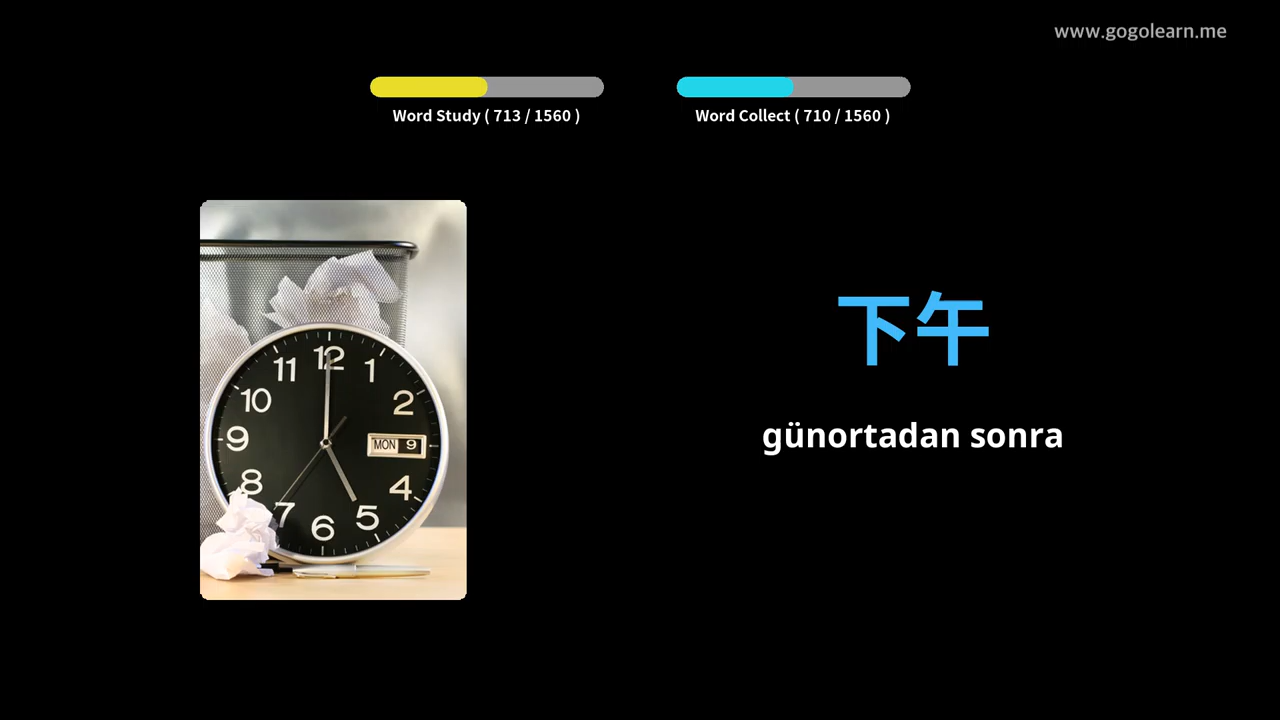 www.gogolearn.me
Word Study ( 713 / 1560 )
Word Collect ( 710 / 1560 )
12
11
1
10
2
9
MON 9
8
4
7
5
6
下午
günortadan sonra